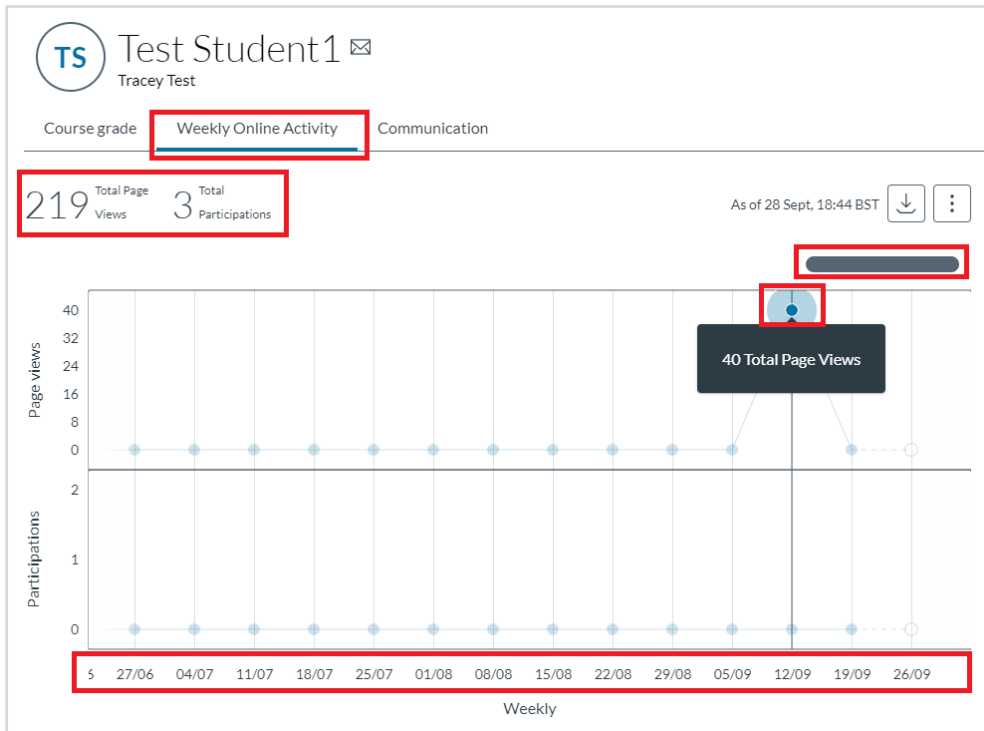 TS
Test Student1
Tracey Test
Course grade Weekly Online Activity Communication
219 Total Page Views 3 Total Participations
As of 28 Sept, 18:44 BST
Page views
40
32
24
16
8
0
40 Total Page Views
Participations
2
1
0
5 27/06 04/07 11/07 18/07 25/07 01/08 08/08 15/08 22/08 29/08 05/09 12/09 19/09 26/09
Weekly